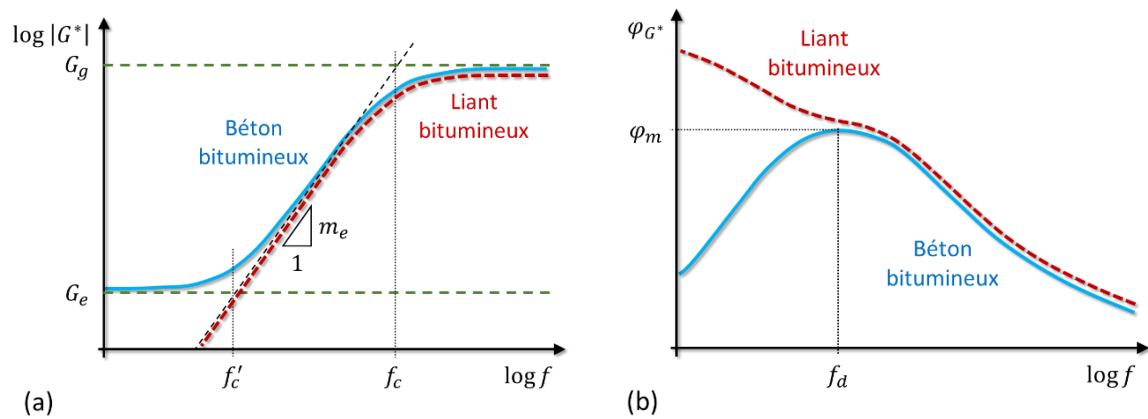 log |G*|
G_g
Liant
bitumineux
Béton
bitumineux
m_e
1
G_e
f_c′
f_c
log f
(a)
φ_G*
Liant
bitumineux
φ_m
Béton
bitumineux
f_d
log f
(b)